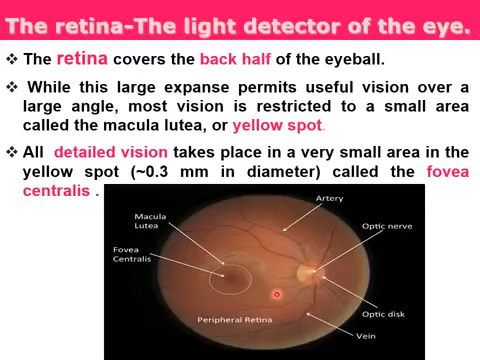 The retina-The light detector of the eye.
❖ The retina covers the back half of the eyeball.
❖ While this large expanse permits useful vision over a
large angle, most vision is restricted to a small area
called the macula lutea, or yellow spot.
❖ All detailed vision takes place in a very small area in the
yellow spot (~0.3 mm in diameter) called the fovea
centralis .
Artery
Macula
Lutea
Optic nerve
Fovea
Centralis
Optic disk
Peripheral Retina
Vein